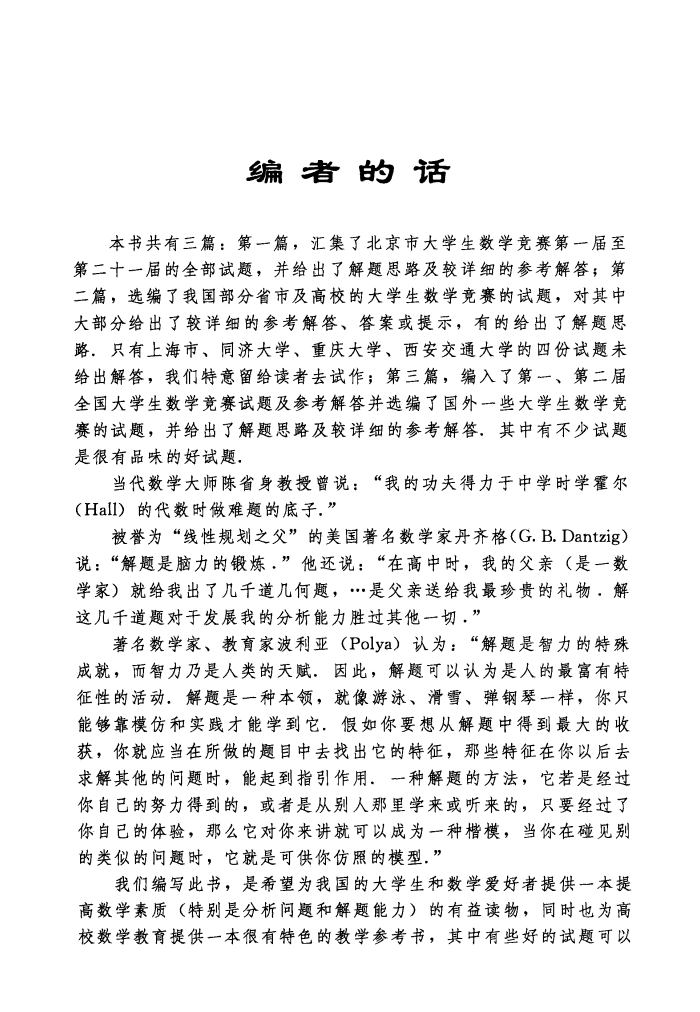 编者的话
本书共有三篇：第一篇，汇集了北京市大学生数学竞赛第一届至
第二十一届的全部试题，并给出了解题思路及较详细的参考解答；第
二篇，选编了我国部分省市及高校的大学生数学竞赛的试题，对其中
大部分给出了较详细的参考解答、答案或提示，有的给出了解题思
路．只有上海市、同济大学、重庆大学、西安交通大学的四份试题未
给出解答，我们特意留给读者去试作；第三篇，编入了第一、第二届
全国大学生数学竞赛试题及参考解答并选编了国外一些大学生数学竞
赛的试题，并给出了解题思路及较详细的参考解答．其中有不少试题
是很有品味的好试题．
当代数学大师陈省身教授曾说：“我的功夫得力于中学时学霍尔
（Hall）的代数时做难题的底子．”
被誉为“线性规划之父”的美国著名数学家丹齐格(G. B. Dantzig)
说：“解题是脑力的锻炼．”他还说：“在高中时，我的父亲（是一数
学家）就给我出了几千道几何题，…是父亲送给我最珍贵的礼物．解
这几千道题对于发展我的分析能力胜过其他一切．”
著名数学家、教育家波利亚（Polya）认为：“解题是智力的特殊
成就，而智力乃是人类的天赋．因此，解题可以认为是人的最富有特
征性的活动．解题是一种本领，就像游泳、滑雪、弹钢琴一样，你只
能够靠模仿和实践才能学到它．假如你要想从解题中得到最大的收
获，你就应当在所做的题目中去找出它的特征，那些特征在你以后去
求解其他的问题时，能起到指引作用．一种解题的方法，它若是经过
你自己的努力得到的，或者是从别人那里学来或听来的，只要经过了
你自己的体验，那么它对你来讲就可以成为一种楷模，当你在碰见别
的类似的问题时，它就是可供你仿照的模型．”
我们编写此书，是希望为我国的大学生和数学爱好者提供一本提
高数学素质（特别是分析问题和解题能力）的有益读物，同时也为高
校数学教育提供一本很有特色的教学参考书，其中有些好的试题可以